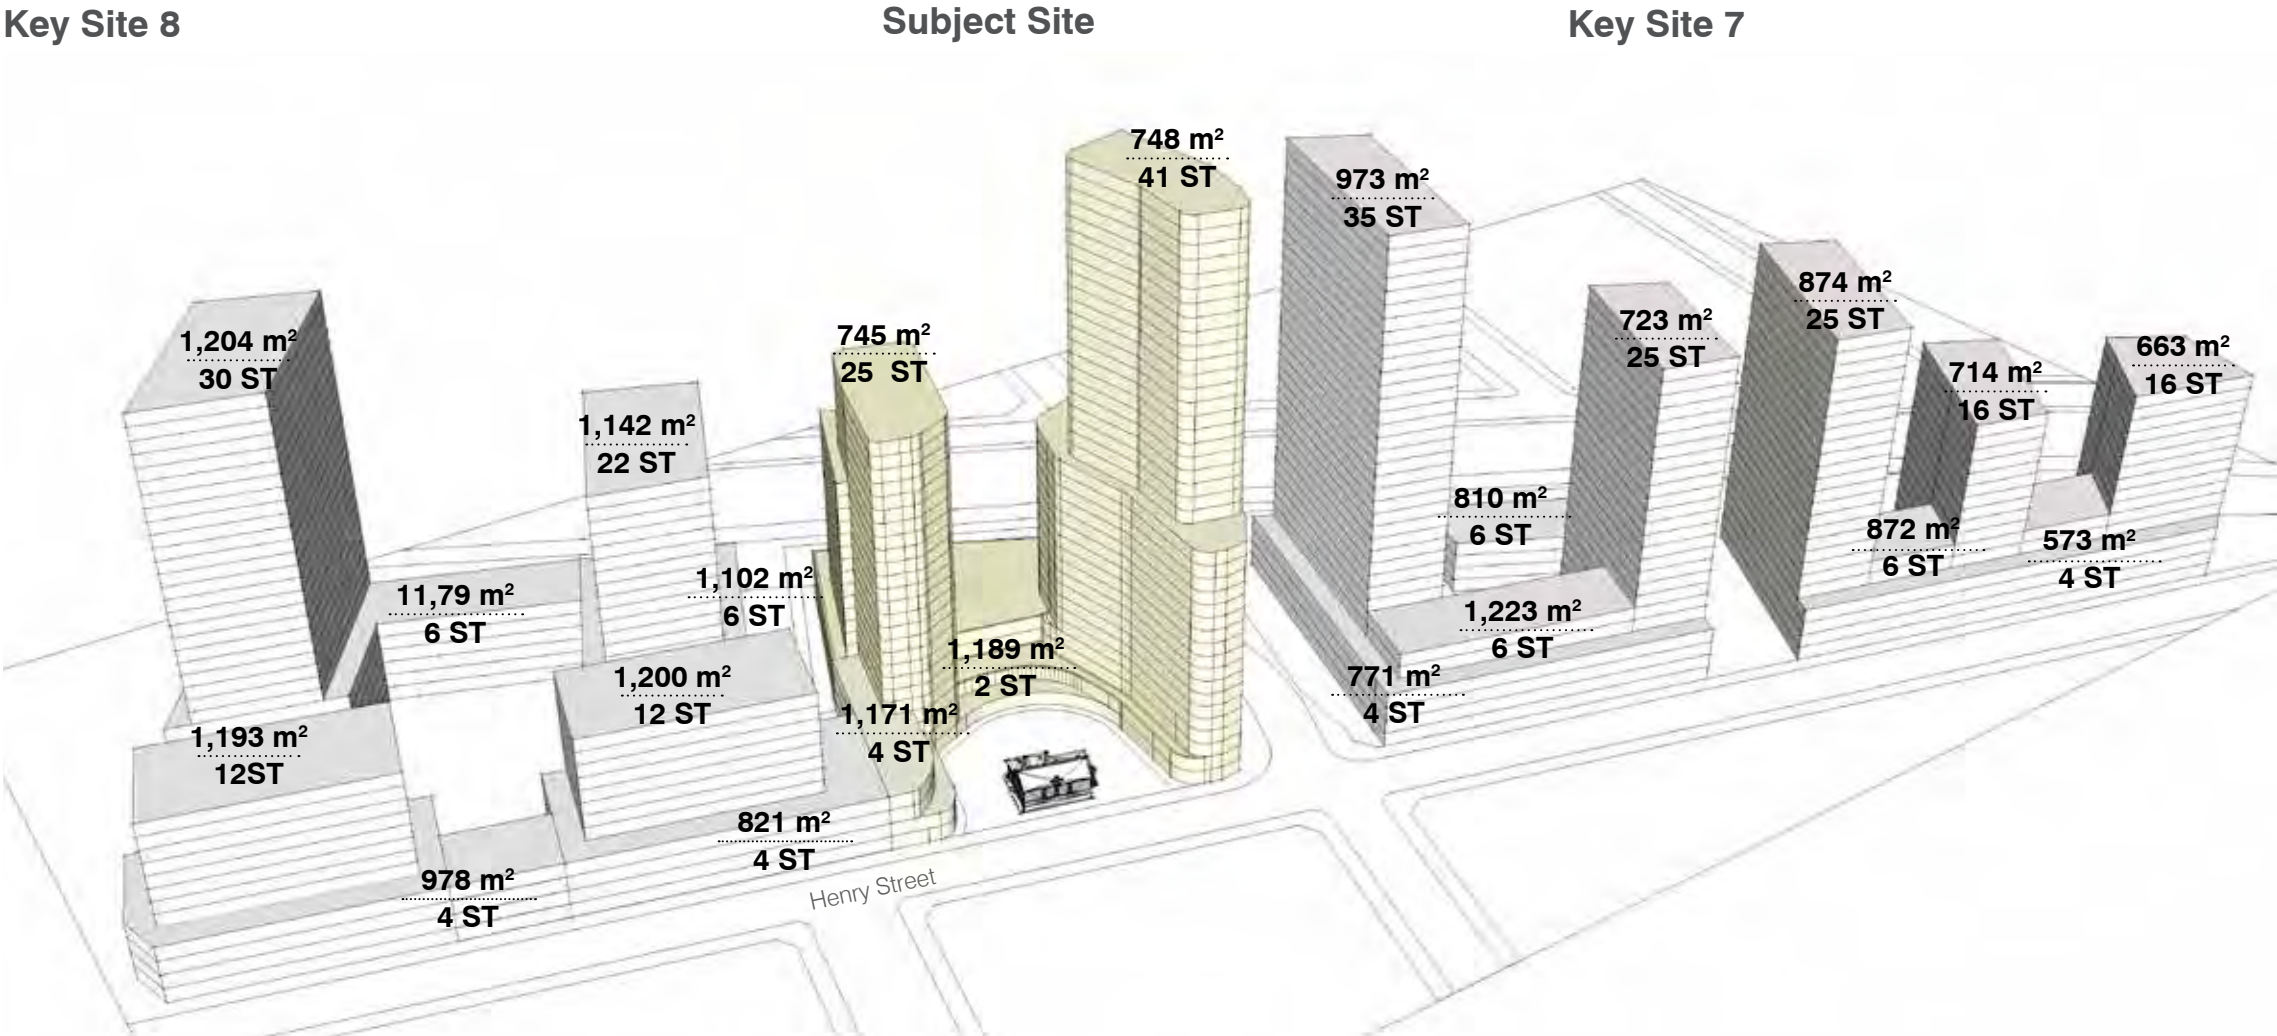 Key Site 8
Subject Site
Key Site 7
748 m²
41 ST
973 m²
35 ST
874 m²
25 ST
723 m²
25 ST
745 m²
25 ST
1,204 m²
30 ST
663 m²
16 ST
714 m²
16 ST
1,142 m²
22 ST
810 m²
6 ST
872 m²
6 ST
573 m²
4 ST
1,102 m²
6 ST
11,79 m²
6 ST
1,223 m²
6 ST
1,189 m²
2 ST
1,200 m²
12 ST
771 m²
4 ST
1,171 m²
4 ST
1,193 m²
12ST
821 m²
4 ST
978 m²
4 ST
Henry Street